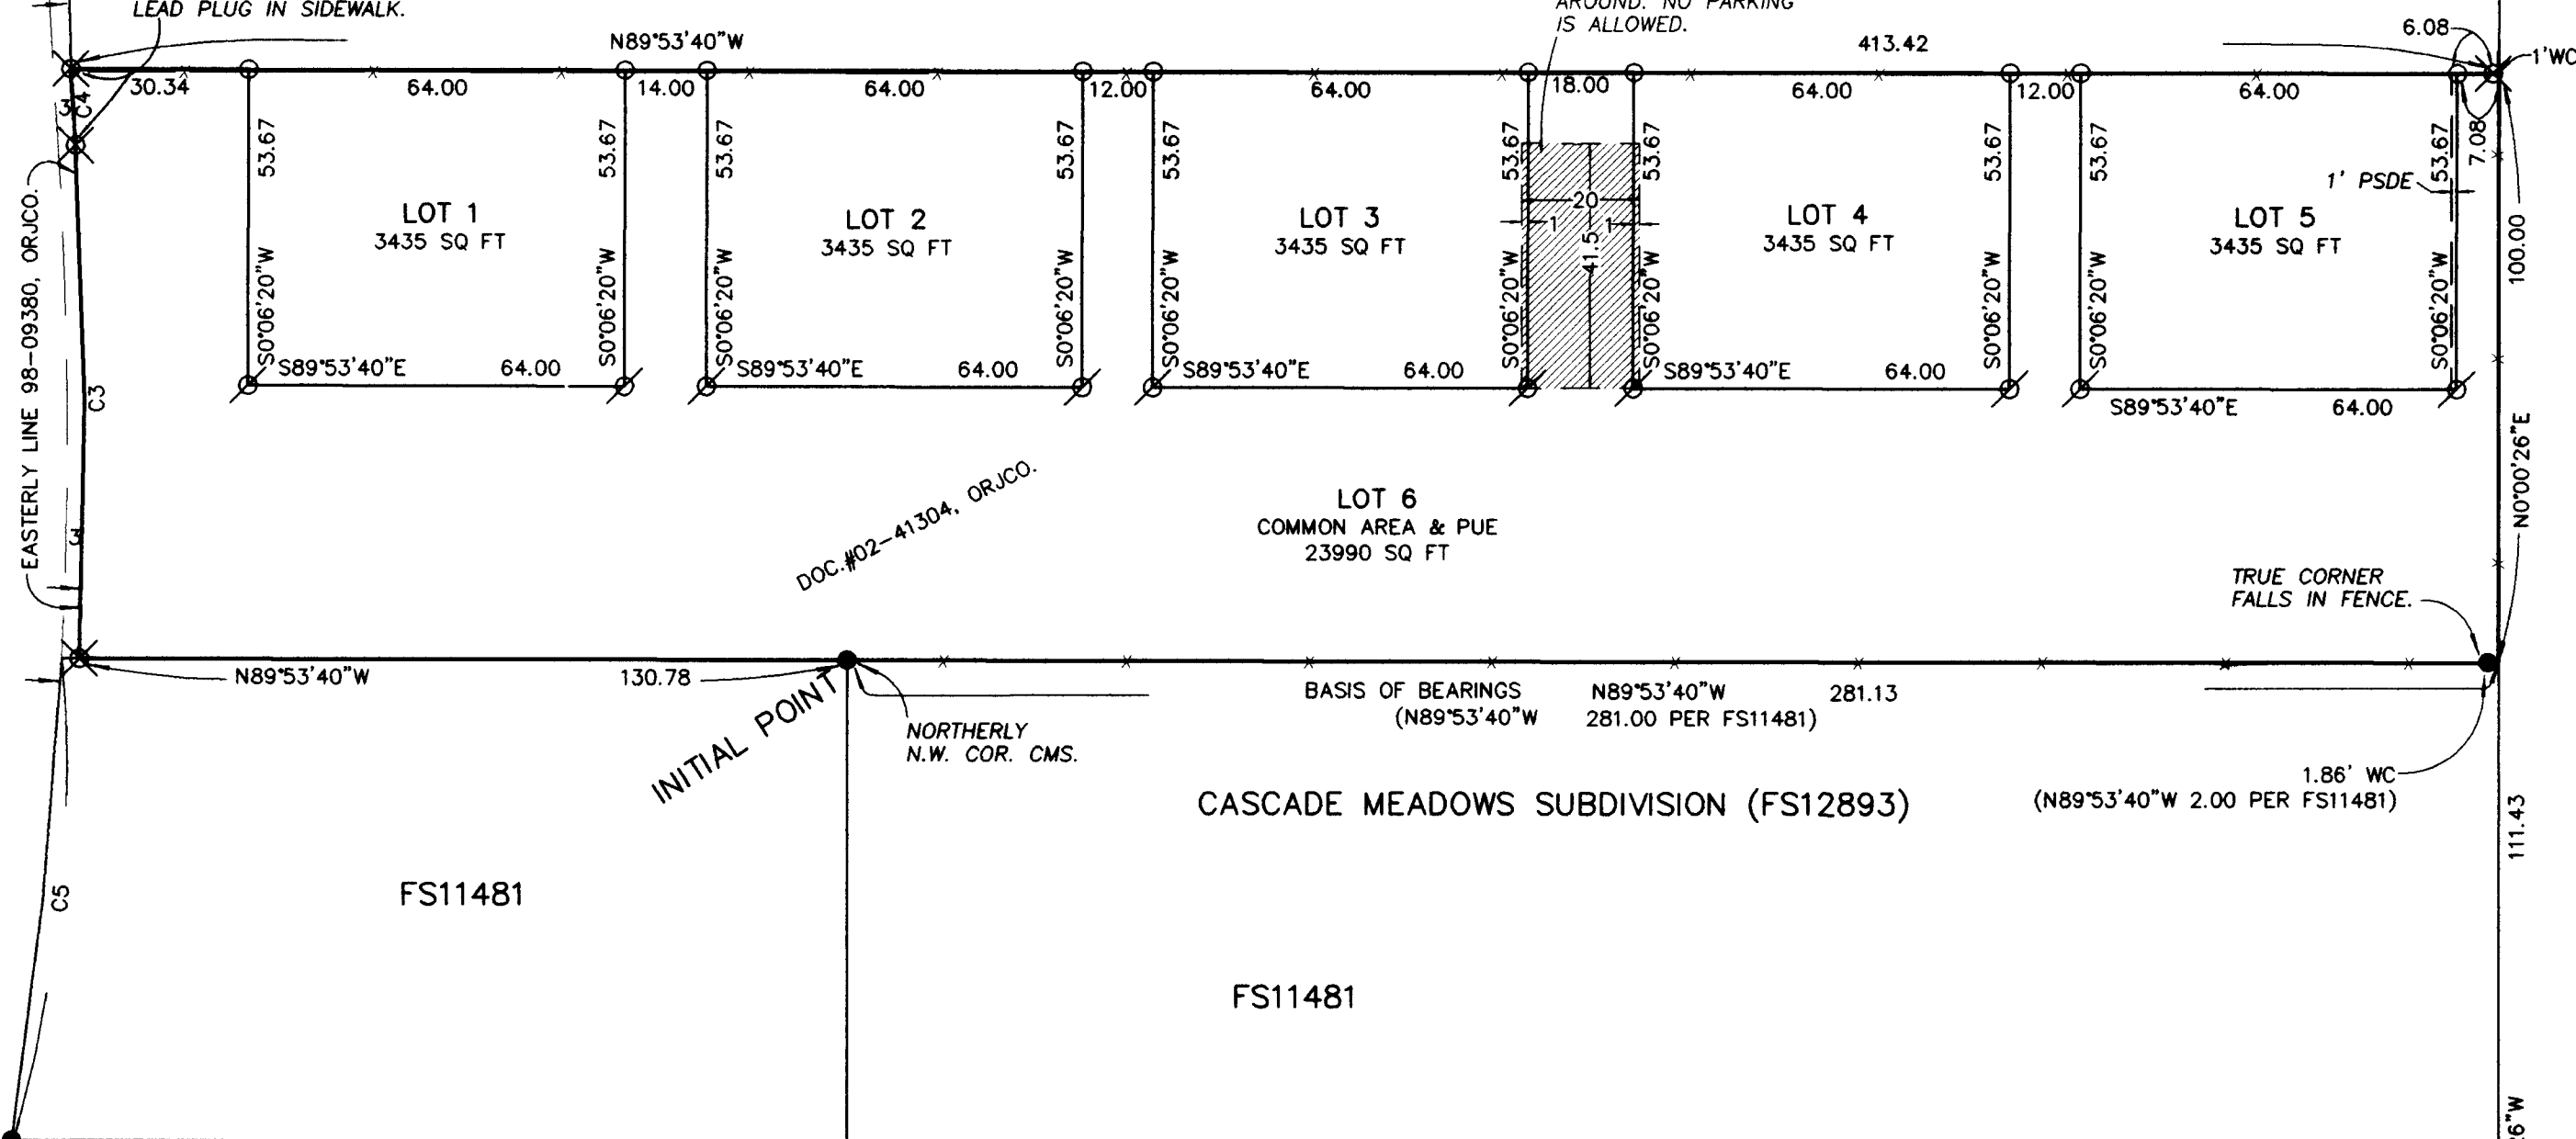 LEAD PLUG IN SIDEWALK.
AROUND. NO PARKING
IS ALLOWED.
N89°53'40"W
413.42
6.08
1'WC
30.34
64.00
14.00
64.00
12.00
64.00
18.00
64.00
12.00
64.00
7.08
3
C4
53.67
53.67
53.67
53.67
53.67
53.67
53.67
53.67
53.67
53.67
1' PSDE
LOT 1
3435 SQ FT
LOT 2
3435 SQ FT
LOT 3
3435 SQ FT
20
1
1
41.5
LOT 4
3435 SQ FT
LOT 5
3435 SQ FT
100.00
S0°06'20"W
S0°06'20"W
S0°06'20"W
S0°06'20"W
S0°06'20"W
S0°06'20"W
S0°06'20"W
S0°06'20"W
S0°06'20"W
S0°06'20"W
S89°53'40"E 64.00
S89°53'40"E 64.00
S89°53'40"E 64.00
S89°53'40"E 64.00
S89°53'40"E 64.00
EASTERLY LINE 98-09380, ORJCO.
C3
3
DOC.#02-41304, ORJCO.
LOT 6
COMMON AREA & PUE
23990 SQ FT
N0°00'26"E
TRUE CORNER
FALLS IN FENCE.
N89°53'40"W
130.78
INITIAL POINT
NORTHERLY
N.W. COR. CMS.
BASIS OF BEARINGS N89°53'40"W 281.13
(N89°53'40"W 281.00 PER FS11481)
1.86' WC
(N89°53'40"W 2.00 PER FS11481)
CASCADE MEADOWS SUBDIVISION (FS12893)
111.43
C5
FS11481
FS11481
6"W